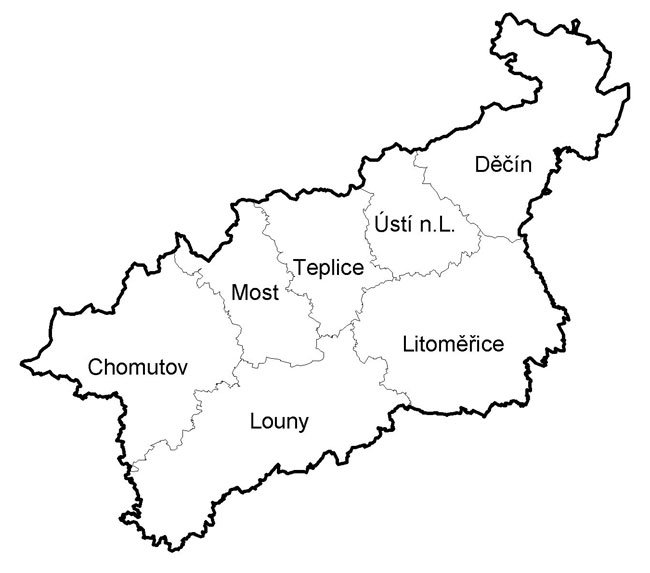 Děčín
Ústí n.L.
Teplice
Most
Litoměřice
Chomutov
Louny